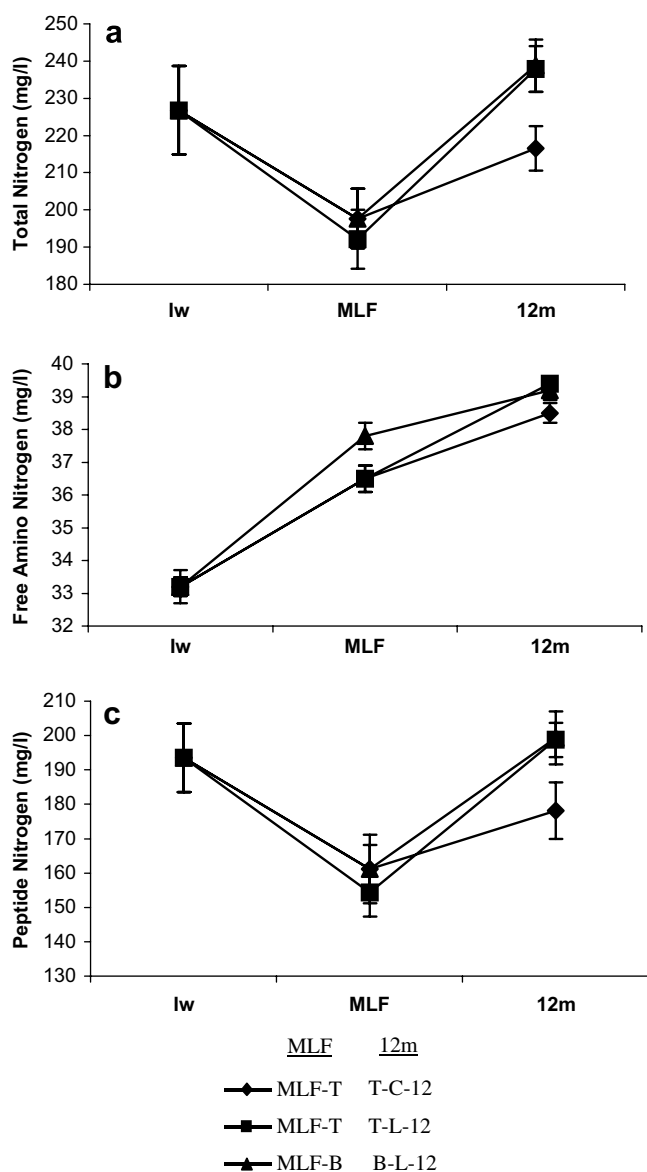 a
Total Nitrogen (mg/l)
250
240
230
220
210
200
190
180
Iw
MLF
12m
b
Free Amino Nitrogen (mg/l)
40
39
38
37
36
35
34
33
32
Iw
MLF
12m
c
Peptide Nitrogen (mg/l)
210
200
190
180
170
160
150
140
130
Iw
MLF
12m
MLF 12m
MLF-T T-C-12
MLF-T T-L-12
MLF-B B-L-12